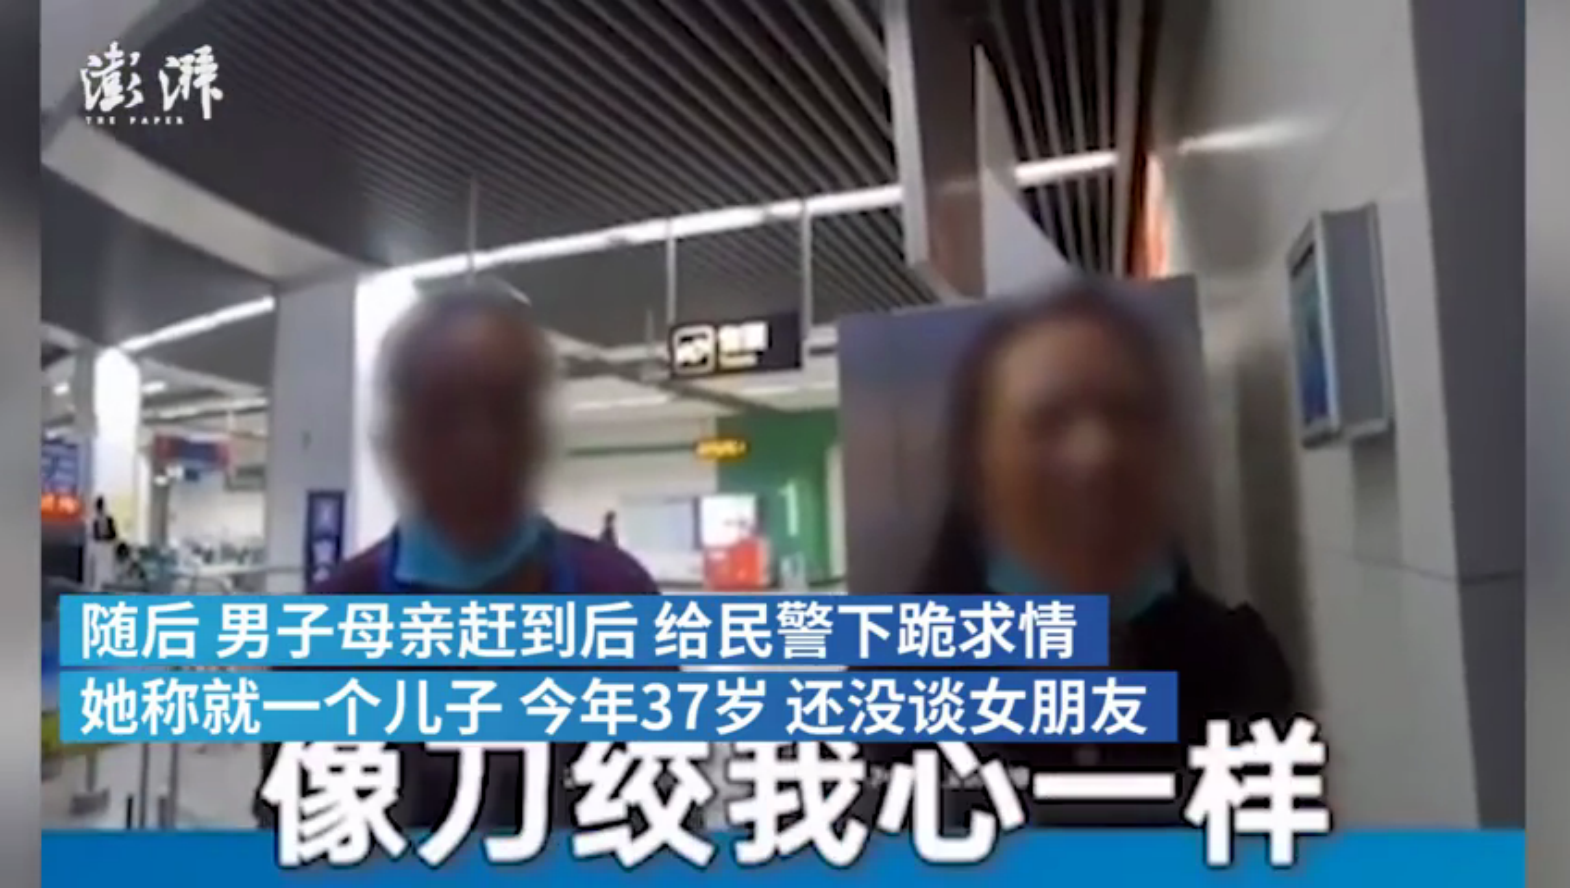 澎湃
THE PAPER
随后 男子母亲赶到后 给民警下跪求情
她称就一个儿子 今年37岁 还没谈女朋友
像刀绞我心一样